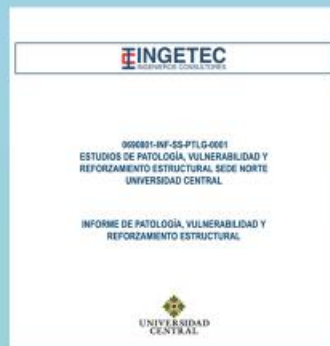 INGETEC
INGENIEROS CONSULTORES
0690801-INF-SS-PTLG-0001
ESTUDIOS DE PATOLOGÍA, VULNERABILIDAD Y
REFORZAMIENTO ESTRUCTURAL SEDE NORTE
UNIVERSIDAD CENTRAL
INFORME DE PATOLOGÍA, VULNERABILIDAD Y
REFORZAMIENTO ESTRUCTURAL
UNIVERSIDAD
CENTRAL